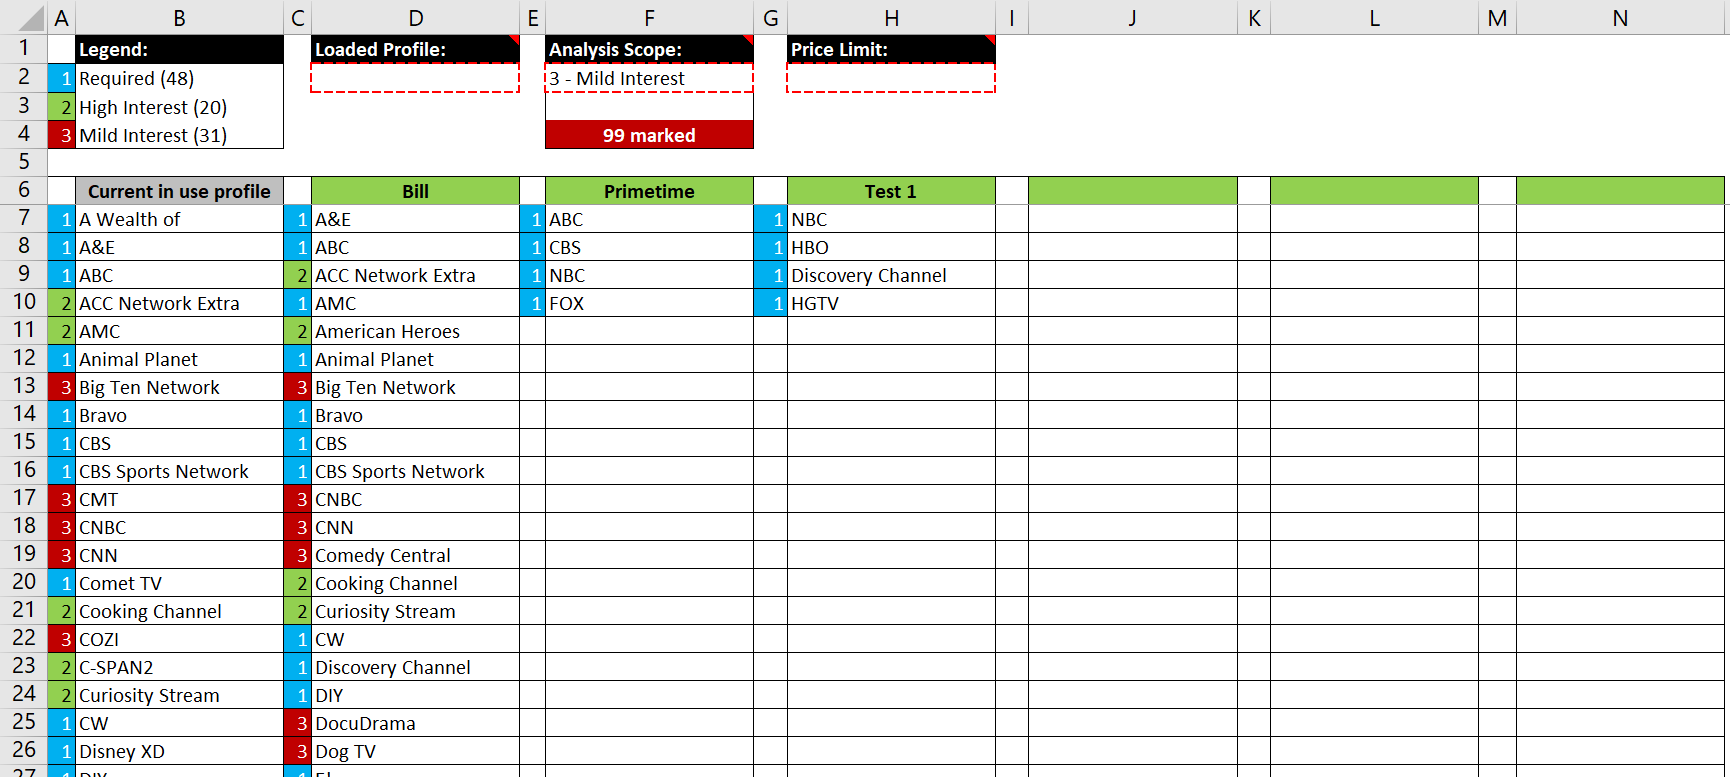 A B C D E F G H I J K L M N
1 Legend: Loaded Profile: Analysis Scope: Price Limit:
2 1 Required (48) 3 - Mild Interest
3 2 High Interest (20)
4 3 Mild Interest (31) 99 marked
5
6 Current in use profile Bill Primetime Test 1
7 1 A Wealth of 1 A&E 1 ABC 1 NBC
8 1 A&E 1 ABC 1 CBS 1 HBO
9 1 ABC 2 ACC Network Extra 1 NBC 1 Discovery Channel
10 2 ACC Network Extra 1 AMC 1 FOX 1 HGTV
11 2 AMC 2 American Heroes
12 1 Animal Planet 1 Animal Planet
13 3 Big Ten Network 3 Big Ten Network
14 1 Bravo 1 Bravo
15 1 CBS 1 CBS
16 1 CBS Sports Network 1 CBS Sports Network
17 3 CMT 3 CNBC
18 3 CNBC 3 CNN
19 3 CNN 3 Comedy Central
20 1 Comet TV 2 Cooking Channel
21 2 Cooking Channel 2 Curiosity Stream
22 3 COZI 1 CW
23 2 C-SPAN2 1 Discovery Channel
24 2 Curiosity Stream 1 DIY
25 1 CW 3 DocuDrama
26 1 Disney XD 3 Dog TV
27 1 DIY 1